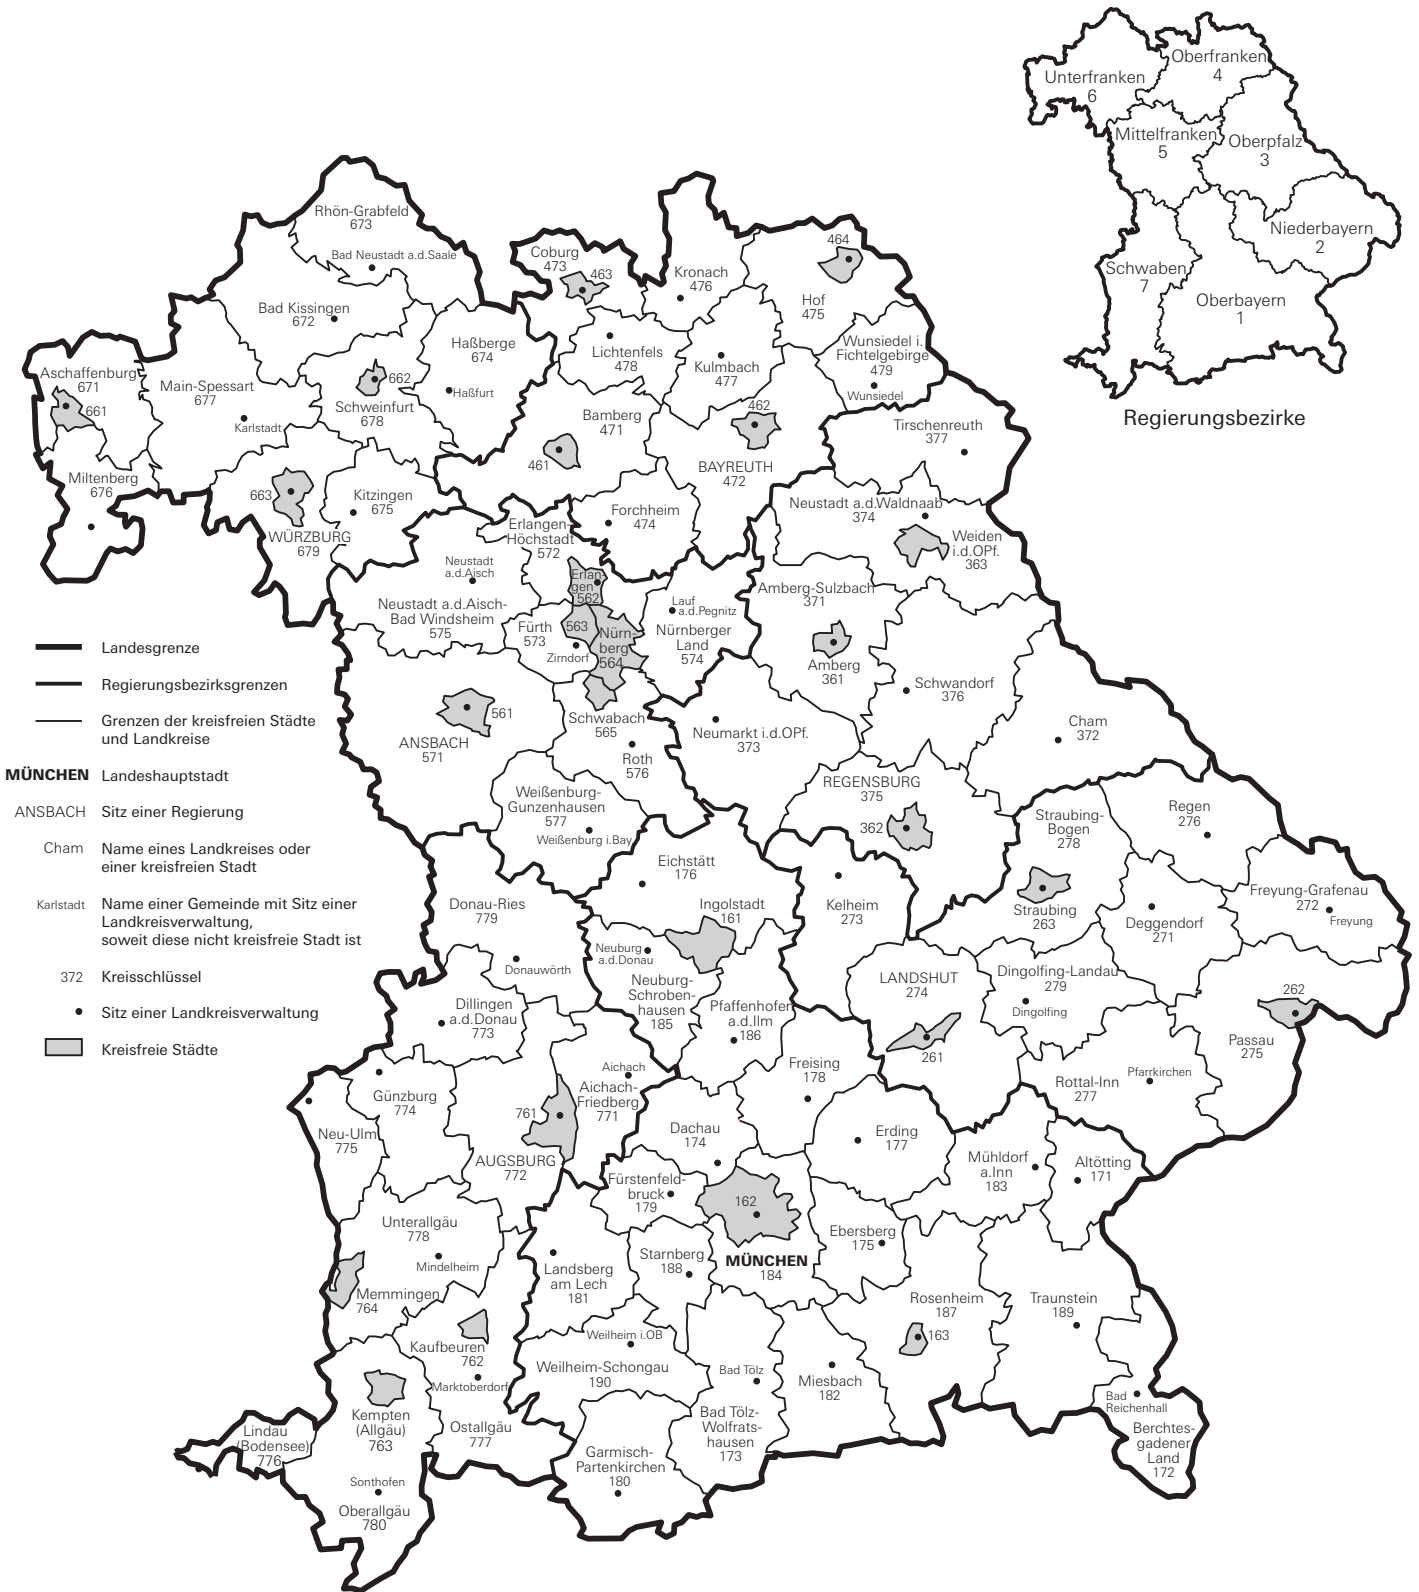 Unterfranken
6
Oberfranken
4
Mittelfranken
5
Oberpfalz
3
Niederbayern
2
Schwaben
7
Oberbayern
1
Regierungsbezirke
Rhön-Grabfeld
673
Bad Neustadt a.d.Saale
Bad Kissingen
672
Coburg
473
463
Kronach
476
464
Hof
475
Haßberge
674
Haßfurt
Lichtenfels
478
Kulmbach
477
Wunsiedel i.
Fichtelgebirge
479
Wunsiedel
Aschaffenburg
671
661
Main-Spessart
677
Karlstadt
662
Schweinfurt
678
Bamberg
471
461
462
BAYREUTH
472
Tirschenreuth
377
Miltenberg
676
663
WÜRZBURG
679
Kitzingen
675
Forchheim
474
Erlangen-
Höchstadt
572
Neustadt a.d.Waldnaab
374
Weiden
i.d.OPf.
363
Neustadt
a.d.Aisch
Neustadt a.d.Aisch-
Bad Windsheim
575
Erlan-
gen
562
Fürth
573
563
Zirndorf
Nürn-
berg
564
Lauf
a.d.Pegnitz
Nürnberger
Land
574
Amberg-Sulzbach
371
Amberg
361
Schwandorf
376
Cham
372
561
ANSBACH
571
Schwabach
565
Roth
576
Neumarkt i.d.OPf.
373
Weißenburg-
Gunzenhausen
577
Weißenburg i.Bay.
REGENSBURG
375
362
Straubing-
Bogen
278
Straubing
263
Regen
276
Freyung-Grafenau
272
Freyung
Deggendorf
271
Eichstätt
176
Ingolstadt
161
Kelheim
273
Donau-Ries
779
Donauwörth
Neuburg
a.d.Donau
Neuburg-
Schroben-
hausen
185
Pfaffenhofen
a.d.Ilm
186
LANDSHUT
274
261
Dingolfing-Landau
279
Dingolfing
262
Passau
275
Rottal-Inn
277
Pfarrkirchen
Dillingen
a.d.Donau
773
Günzburg
774
Neu-Ulm
775
Aichach
Aichach-
Friedberg
771
761
AUGSBURG
772
Freising
178
Dachau
174
Erding
177
Mühldorf
a.Inn
183
Altötting
171
Fürstenfeld-
bruck
179
162
MÜNCHEN
184
Ebersberg
175
Unterallgäu
778
Mindelheim
Memmingen
764
Landsberg
am Lech
181
Starnberg
188
Rosenheim
187
163
Traunstein
189
Kaufbeuren
762
Marktoberdorf
Weilheim i.OB
Weilheim-Schongau
190
Bad Tölz
Bad Tölz-
Wolfrats-
hausen
173
Miesbach
182
Bad
Reichenhall
Berchtes-
gadener
Land
172
Kempten
(Allgäu)
763
Ostallgäu
777
Garmisch-
Partenkirchen
180
Lindau
(Bodensee)
776
Sonthofen
Oberallgäu
780
Landesgrenze
Regierungsbezirksgrenzen
Grenzen der kreisfreien Städte
und Landkreise
MÜNCHEN Landeshauptstadt
ANSBACH Sitz einer Regierung
Cham Name eines Landkreises oder
einer kreisfreien Stadt
Karlstadt Name einer Gemeinde mit Sitz einer
Landkreisverwaltung,
soweit diese nicht kreisfreie Stadt ist
372 Kreisschlüssel
Sitz einer Landkreisverwaltung
Kreisfreie Städte